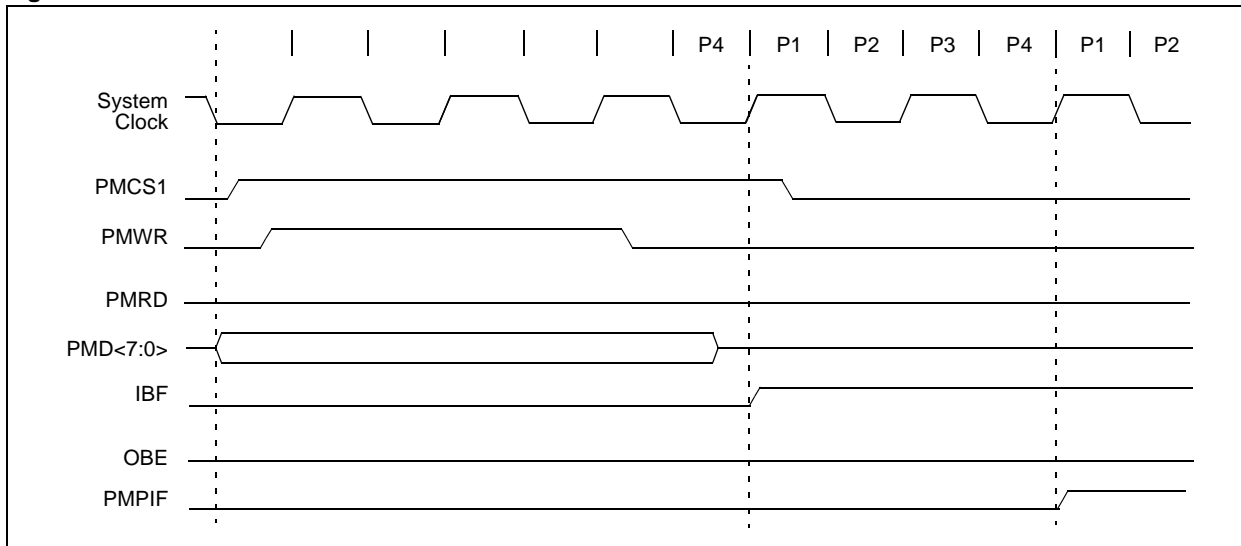 P4 P1 P2 P3 P4 P1 P2
System
Clock
PMCS1
PMWR
PMRD
PMD<7:0>
IBF
OBE
PMPIF